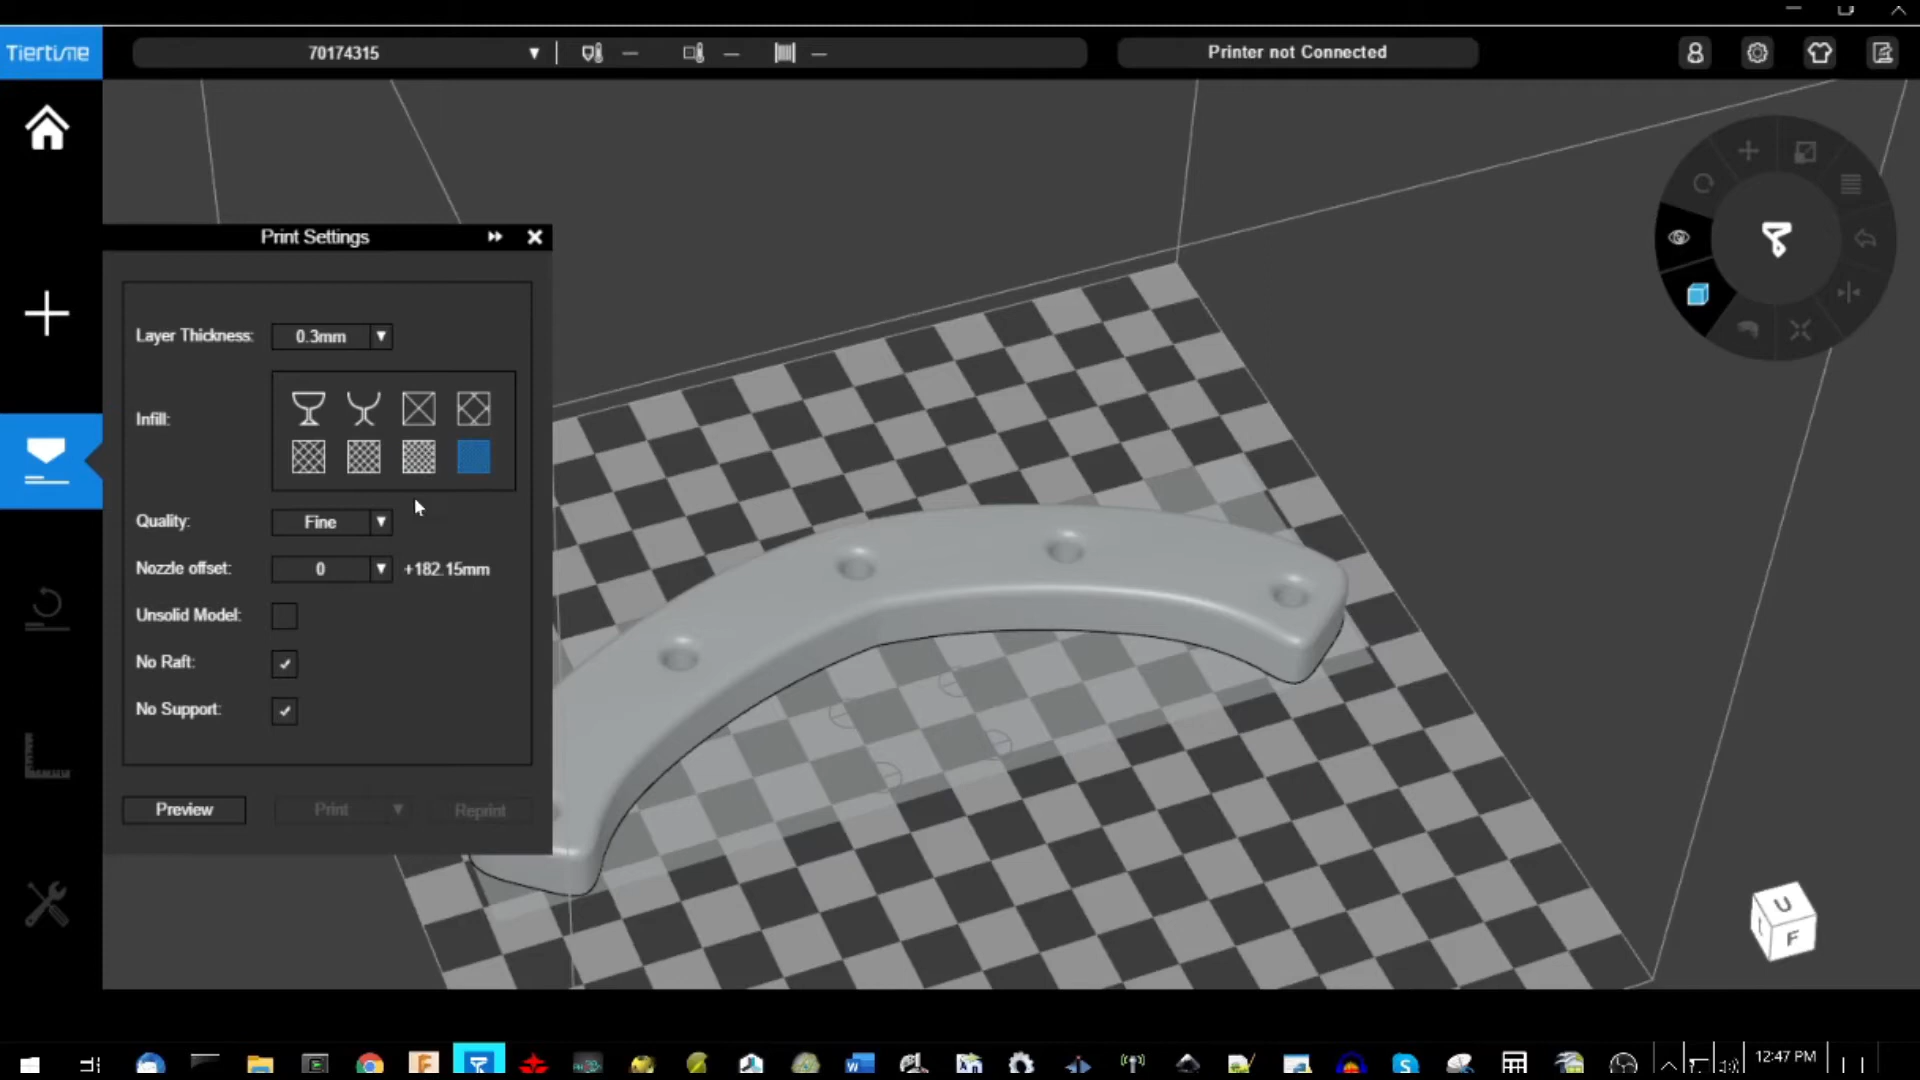 Tiertime
70174315
Printer not Connected
Print Settings
Layer Thickness:
0.3mm
Infill:
Quality:
Fine
Nozzle offset:
0
+182.15mm
Unsolid Model:
No Raft:
No Support:
Preview
Print
Reprint
U
F
12:47 PM